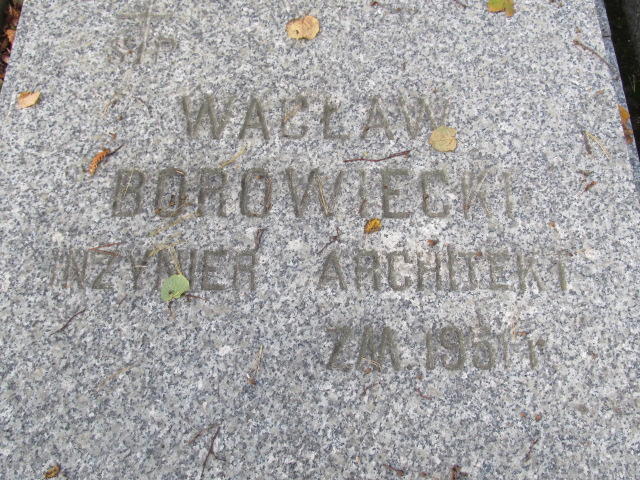 Ś✝P
WACŁAW
BOROWIECKI
INŻYNIER ARCHITEKT
ZM. 1951 r